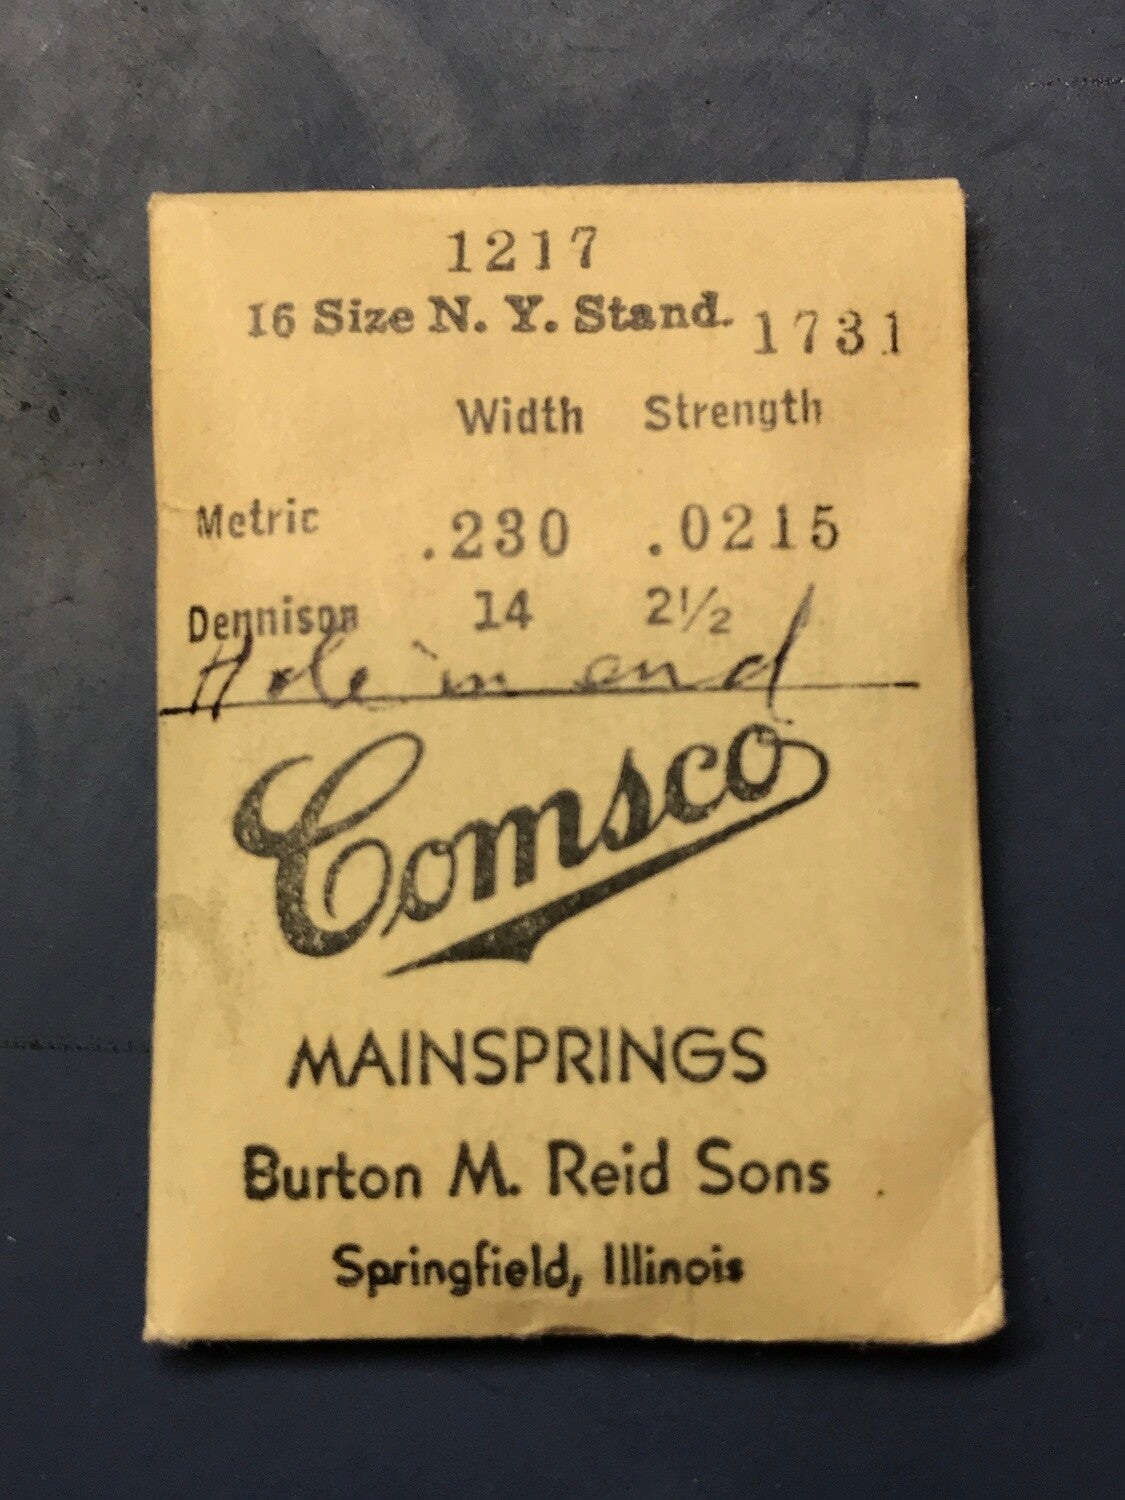 1217
16 Size N. Y. Stand. 1731
Width Strength
Metric .230 .0215
Dennison 14 2½
Hole in end
Comsco
MAINSPRINGS
Burton M. Reid Sons
Springfield, Illinois